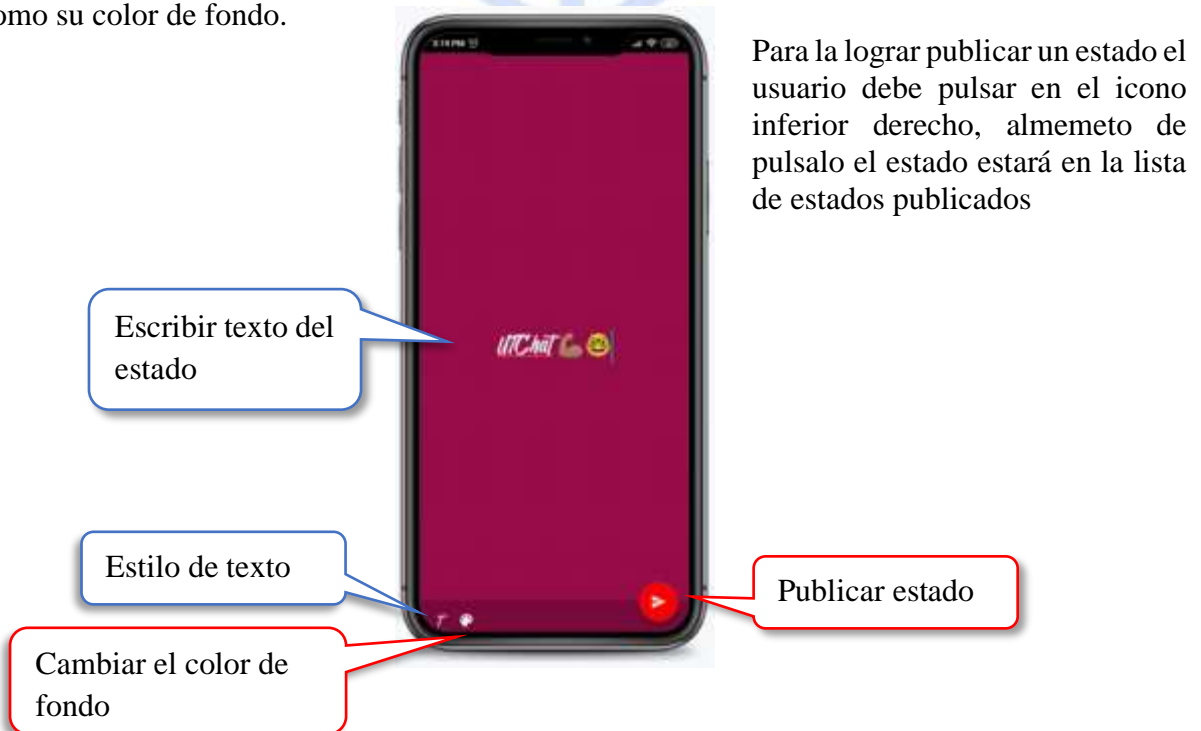 omo su color de fondo.
Para la lograr publicar un estado el
usuario debe pulsar en el icono
inferior derecho, almemeto de
pulsalo el estado estará en la lista
de estados publicados
Escribir texto del
estado
UTChat 💪🏽
Estilo de texto
Publicar estado
Cambiar el color de
fondo